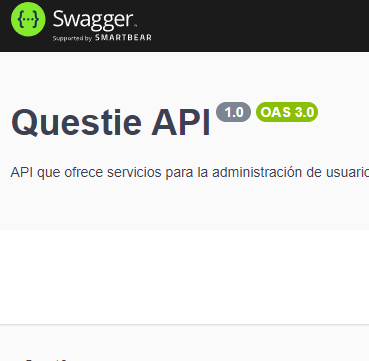 {···} Swagger
Supported by SMARTBEAR
Questie API 1.0 OAS 3.0
API que ofrece servicios para la administración de usuario